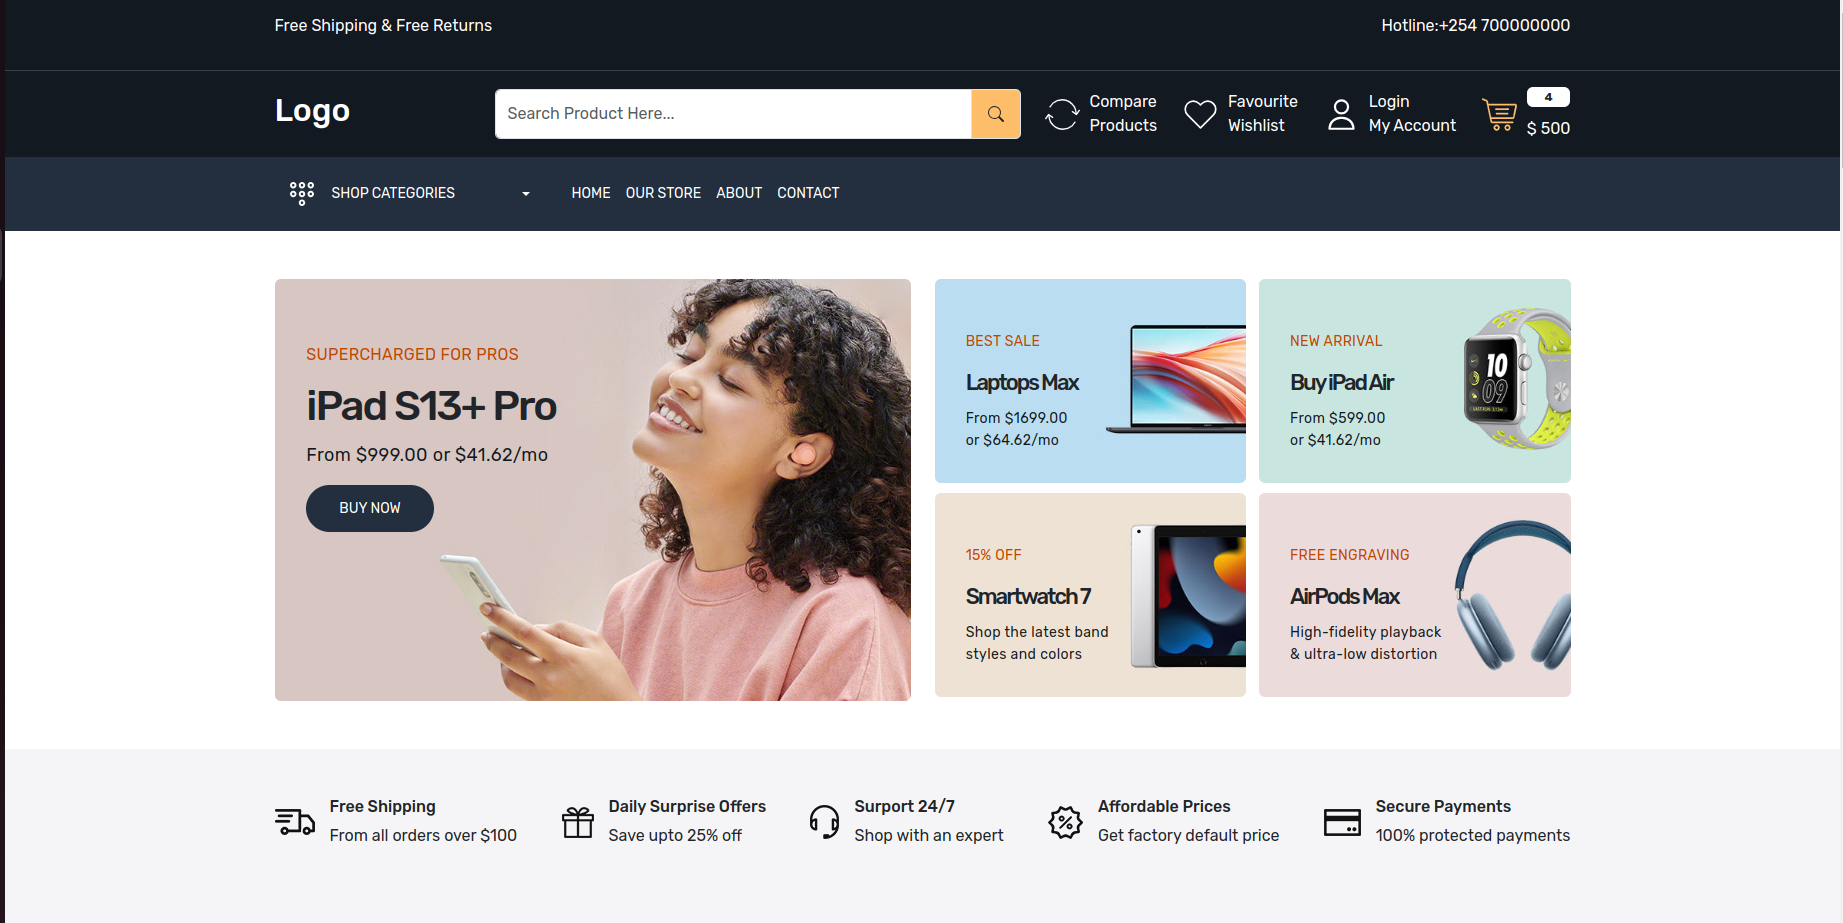 Free Shipping & Free Returns
Hotline:+254 700000000
Logo
Search Product Here...
Compare
Products
Favourite
Wishlist
Login
My Account
4
$ 500
SHOP CATEGORIES
HOME
OUR STORE
ABOUT
CONTACT
SUPERCHARGED FOR PROS
iPad S13+ Pro
From $999.00 or $41.62/mo
BUY NOW
BEST SALE
Laptops Max
From $1699.00
or $64.62/mo
NEW ARRIVAL
Buy iPad Air
From $599.00
or $41.62/mo
10
09
15% OFF
Smartwatch 7
Shop the latest band
styles and colors
FREE ENGRAVING
AirPods Max
High-fidelity playback
& ultra-low distortion
Free Shipping
From all orders over $100
Daily Surprise Offers
Save upto 25% off
Surport 24/7
Shop with an expert
Affordable Prices
Get factory default price
Secure Payments
100% protected payments